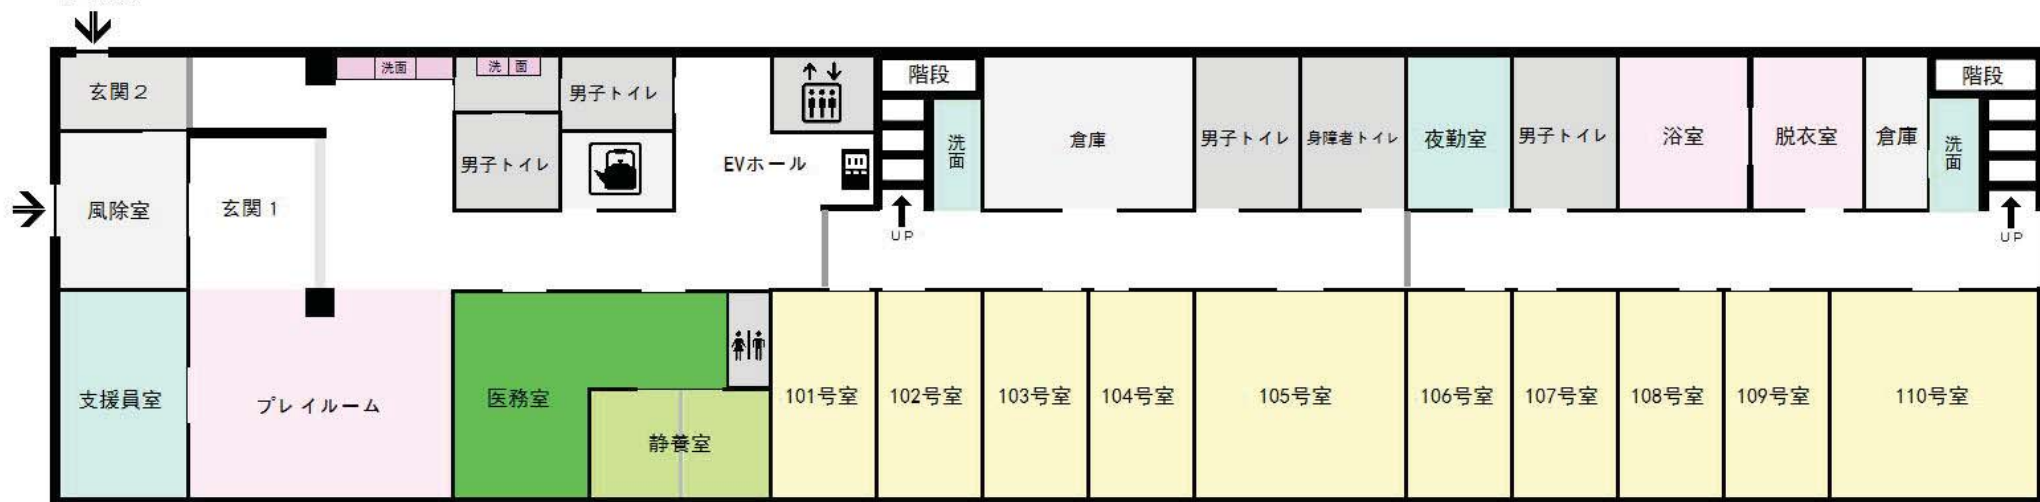 階段
階段
玄関２
洗面
洗面
男子トイレ
男子トイレ
EVホール
洗面
倉庫
男子トイレ
身障者トイレ
夜勤室
男子トイレ
浴室
脱衣室
倉庫
洗面
風除室
玄関１
UP
UP
支援員室
プレイルーム
医務室
静養室
101号室
102号室
103号室
104号室
105号室
106号室
107号室
108号室
109号室
110号室